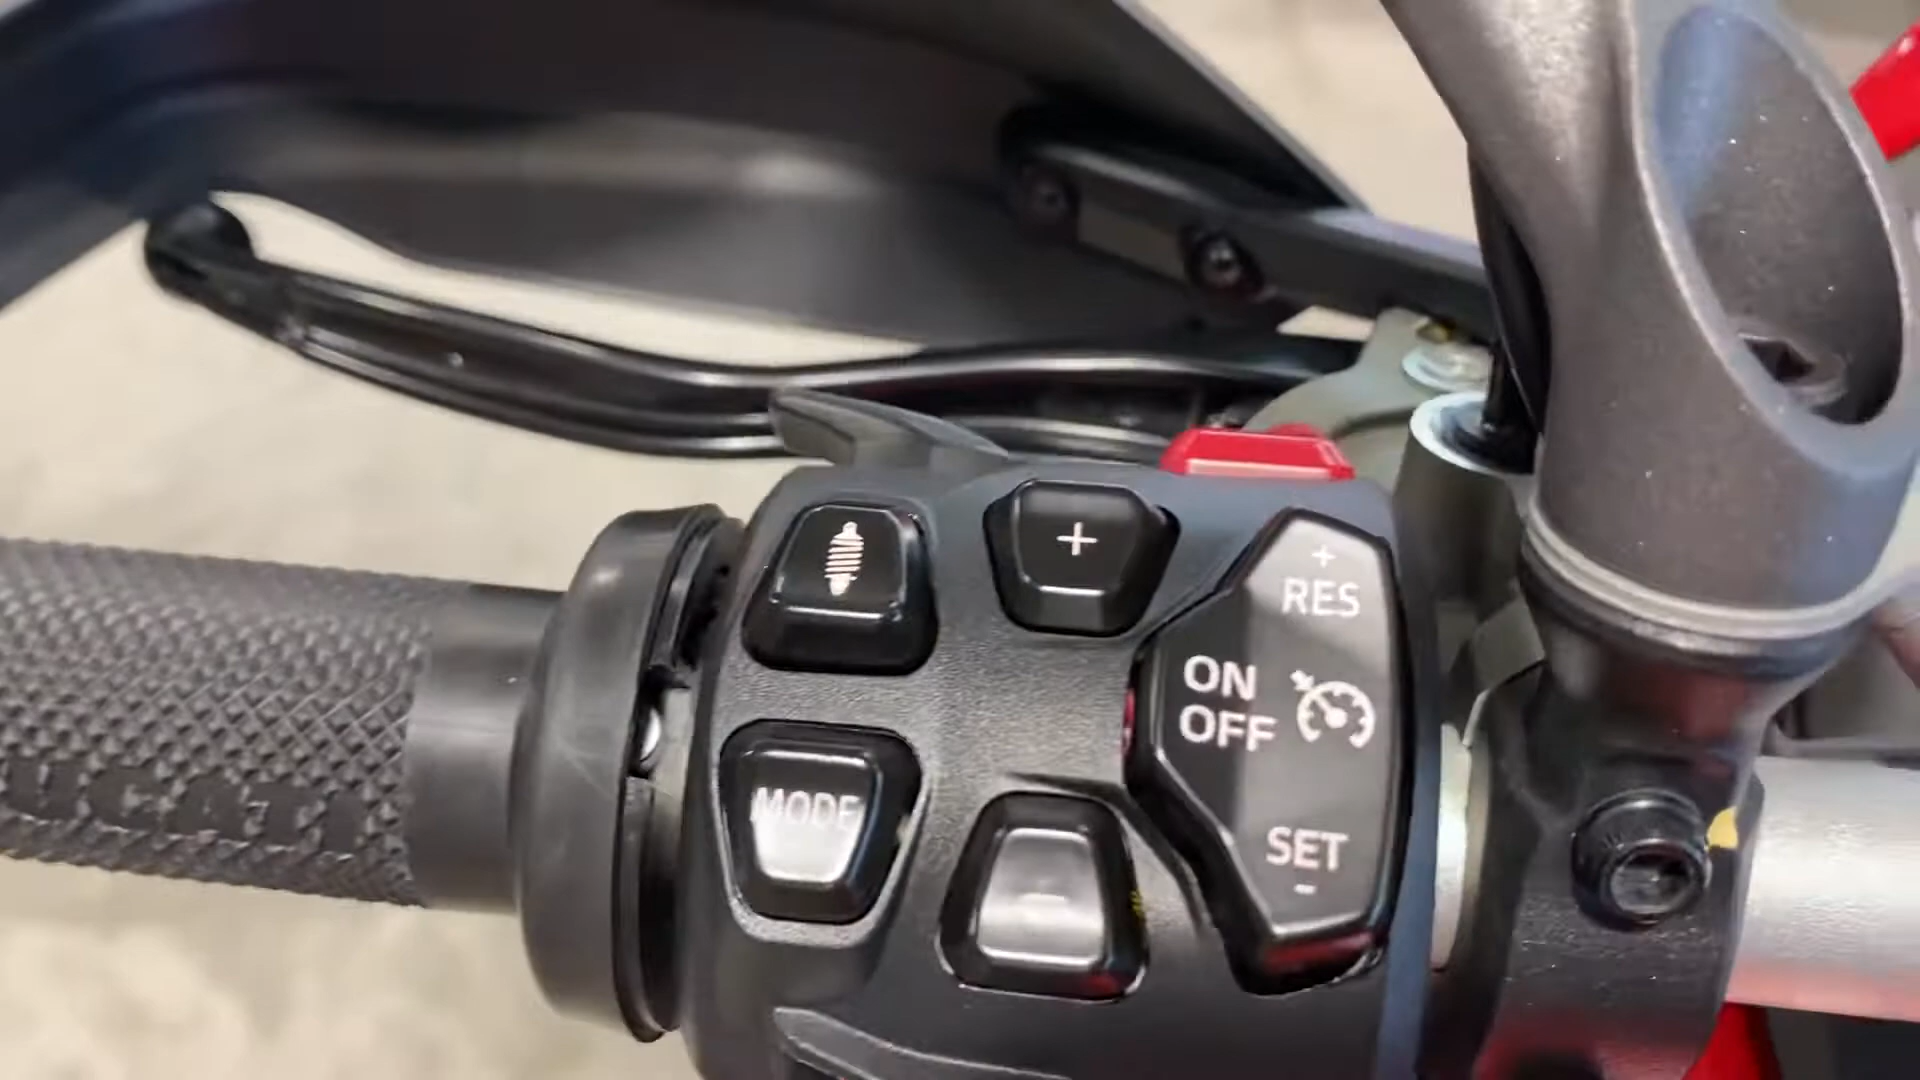 +
+
RES
ON
OFF
MODE
SET
-